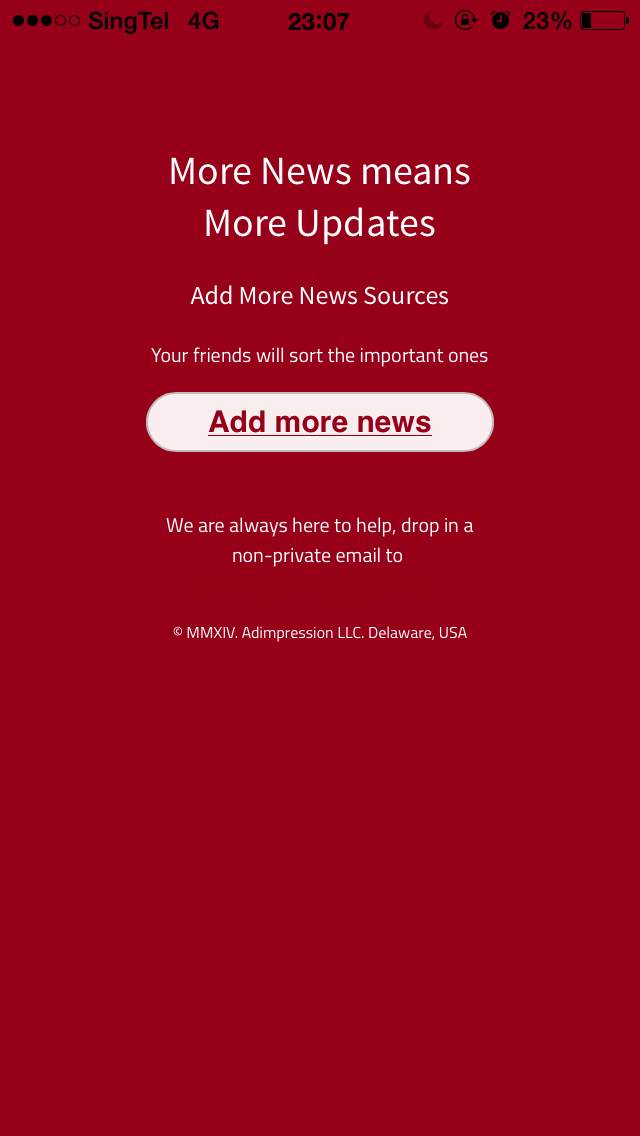 SingTel 4G 23:07 23%
More News means
More Updates
Add More News Sources
Your friends will sort the important ones
Add more news
We are always here to help, drop in a
non-private email to
© MMXIV. Adimpression LLC. Delaware, USA